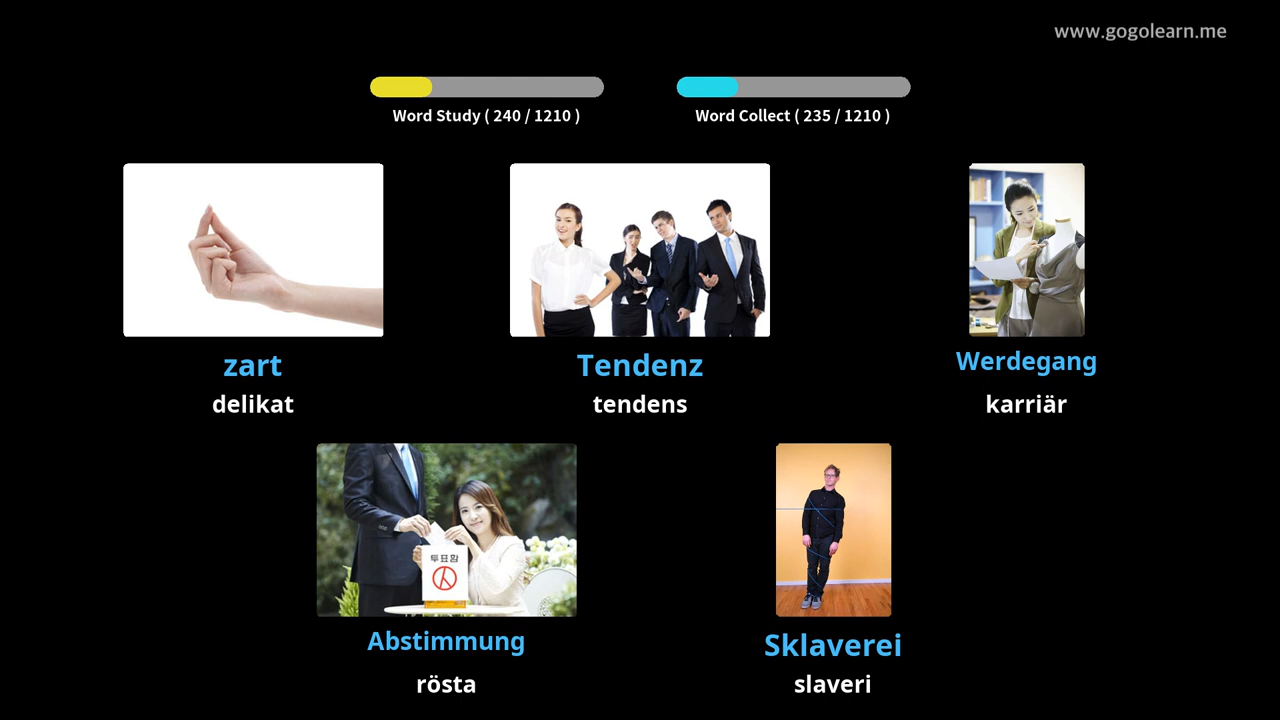 www.gogolearn.me
Word Study ( 240 / 1210 )
Word Collect ( 235 / 1210 )
zart
delikat
Tendenz
tendens
Werdegang
karriär
투표함
Abstimmung
rösta
Sklaverei
slaveri